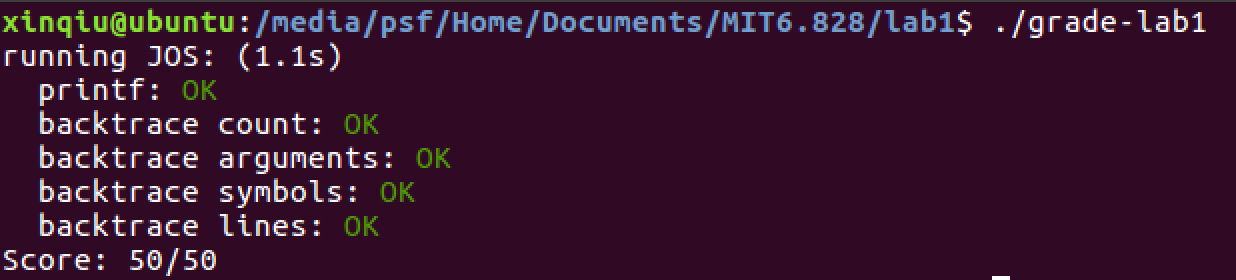 xinqiu@ubuntu:/media/psf/Home/Documents/MIT6.828/lab1$ ./grade-lab1
running JOS: (1.1s)
  printf: OK
  backtrace count: OK
  backtrace arguments: OK
  backtrace symbols: OK
  backtrace lines: OK
Score: 50/50